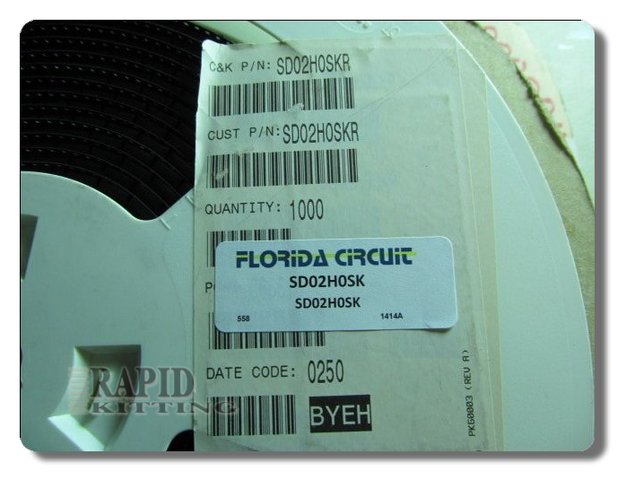 C&K P/N: SD02H0SKR
CUST P/N: SD02H0SKR
QUANTITY: 1000
FLORIDA CIRCUIT
SD02H0SK
SD02H0SK
558 1414A
DATE CODE: 0250
BYEH
PKG0003 (REV A)
RAPID
KITTING